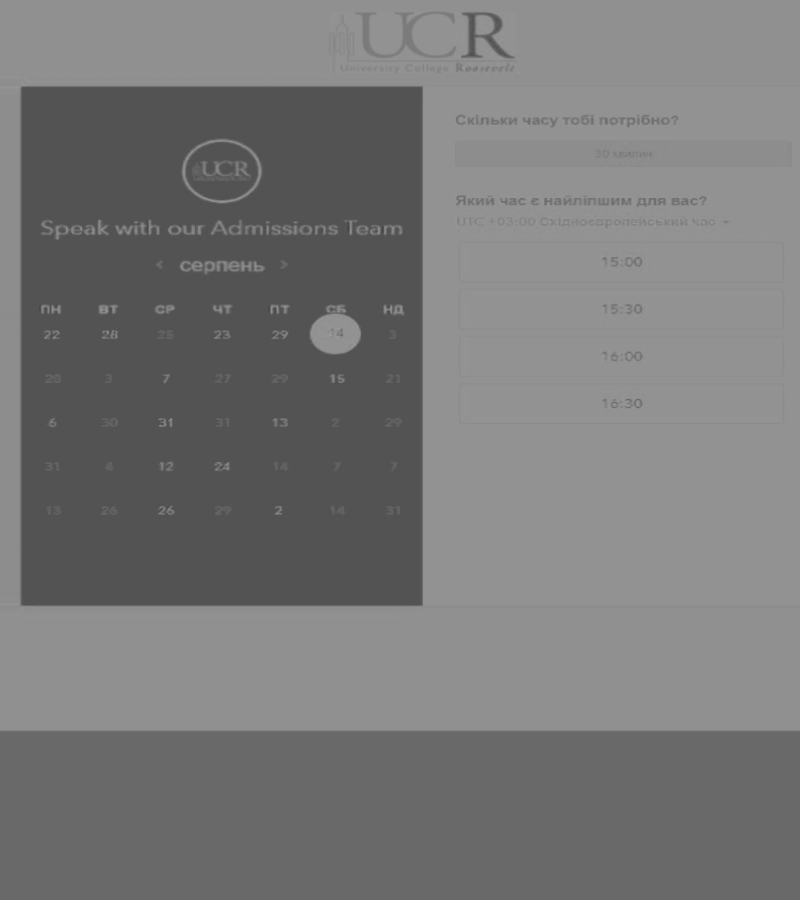 UCR
University College Roosevelt
UCR
Speak with our Admissions Team
< серпень >
ПН ВТ СР ЧТ ПТ СБ НД
22 28 25 23 29 14 3
28 3 7 27 29 15 21
6 30 31 31 13 2 29
31 4 12 24 14 7 7
13 26 26 29 2 14 31
Скільки часу тобі потрібно?
30 хвилин
Який час є найліпшим для вас?
UTC +03:00 Східноєвропейський час
15:00
15:30
16:00
16:30